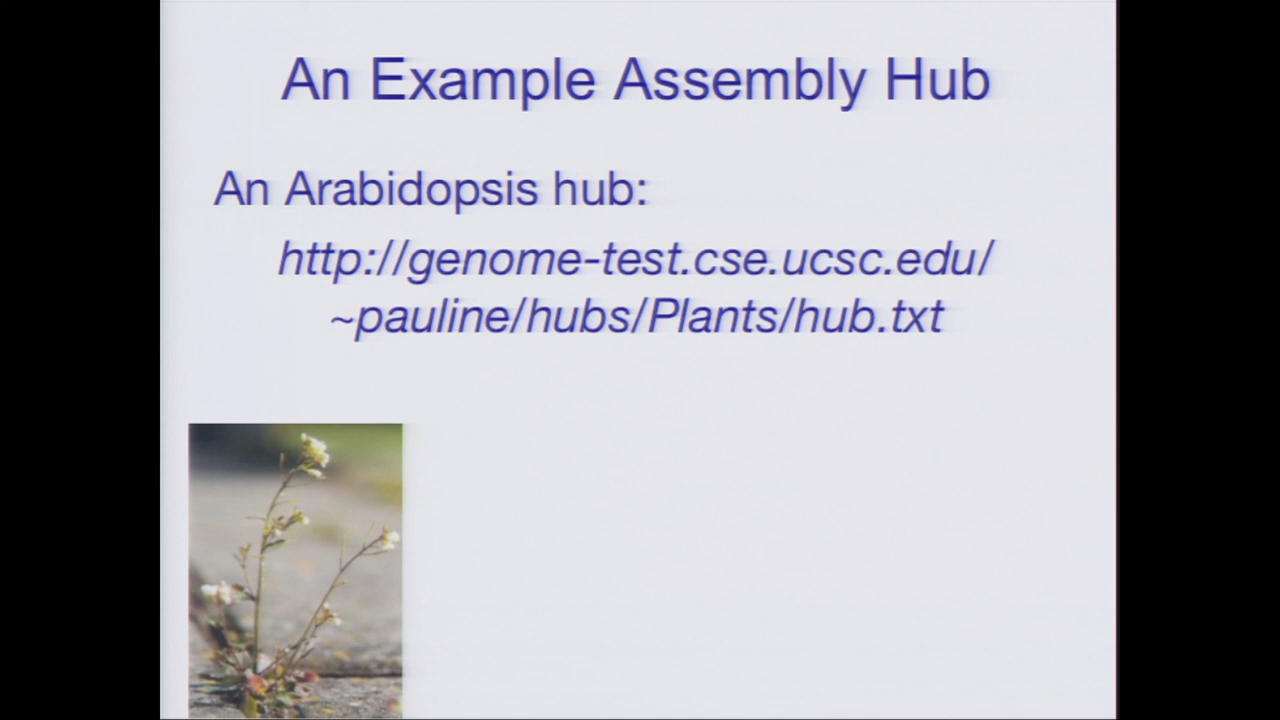 An Example Assembly Hub
An Arabidopsis hub:
http://genome-test.cse.ucsc.edu/
~pauline/hubs/Plants/hub.txt